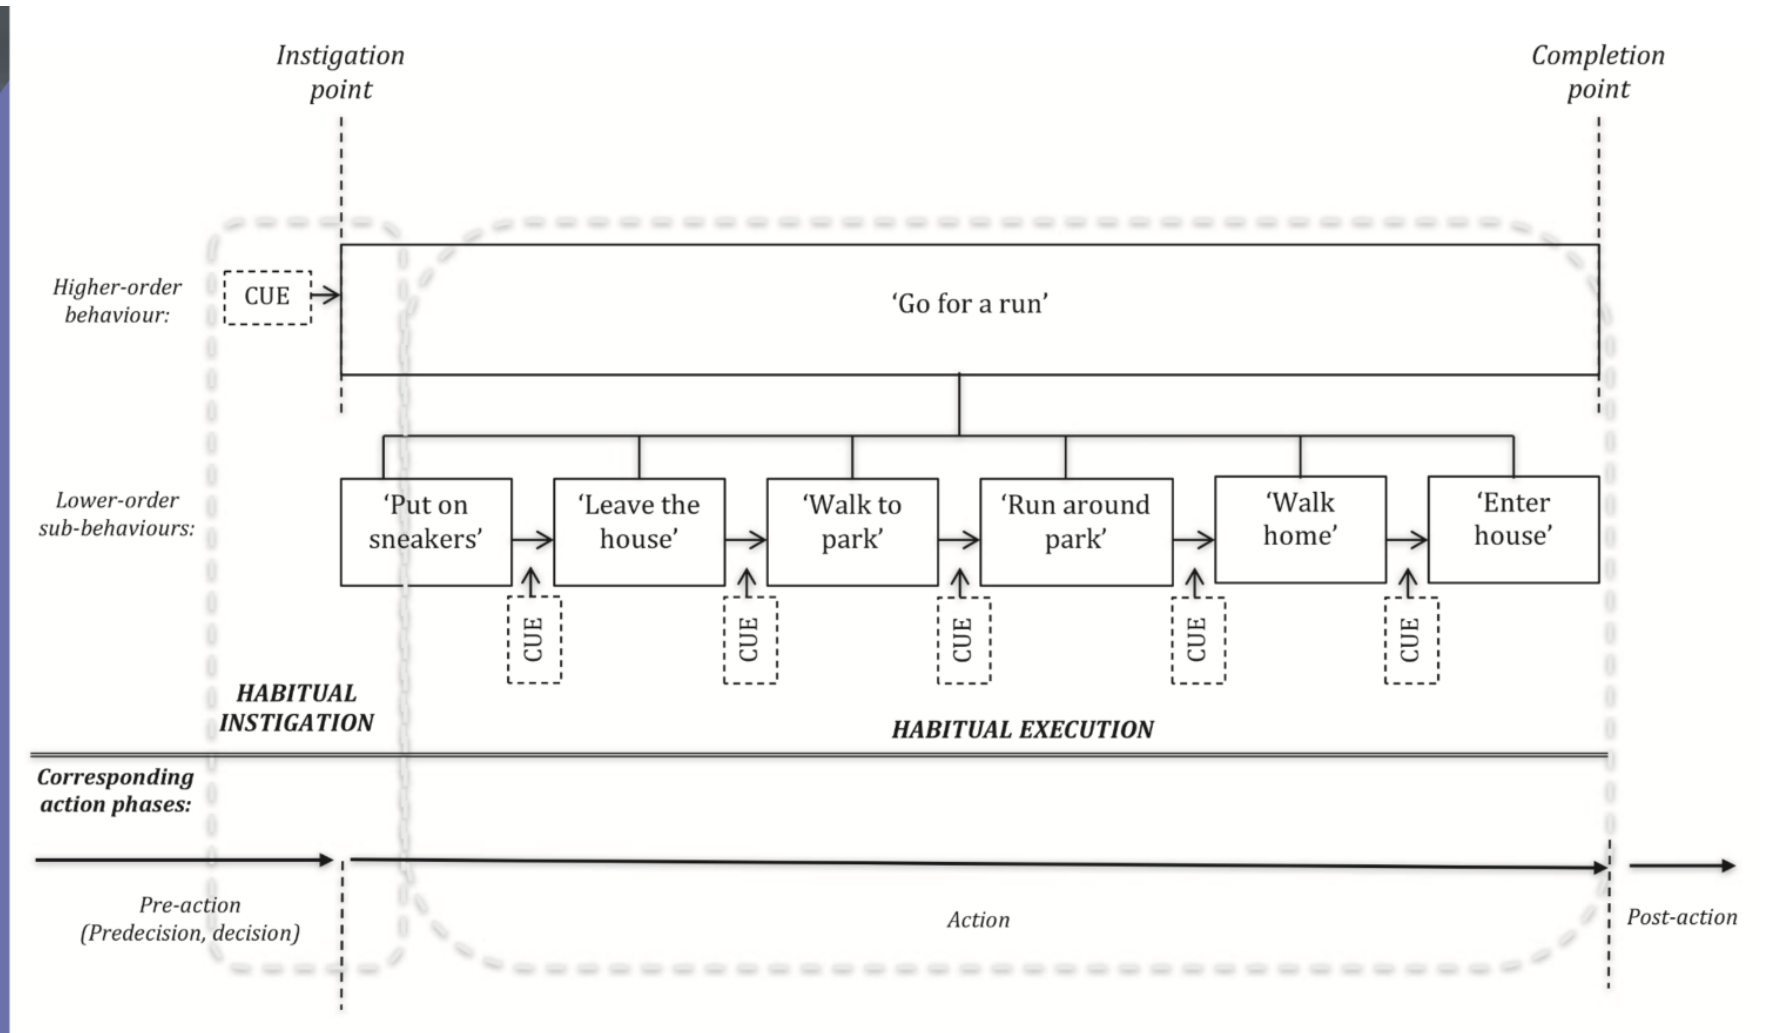 Instigation
point
Completion
point
Higher-order
behaviour:
CUE
‘Go for a run’
Lower-order
sub-behaviours:
‘Put on
sneakers’
‘Leave the
house’
‘Walk to
park’
‘Run around
park’
‘Walk
home’
‘Enter
house’
CUE
CUE
CUE
CUE
CUE
HABITUAL
INSTIGATION
HABITUAL EXECUTION
Corresponding
action phases:
Pre-action
(Predecision, decision)
Action
Post-action